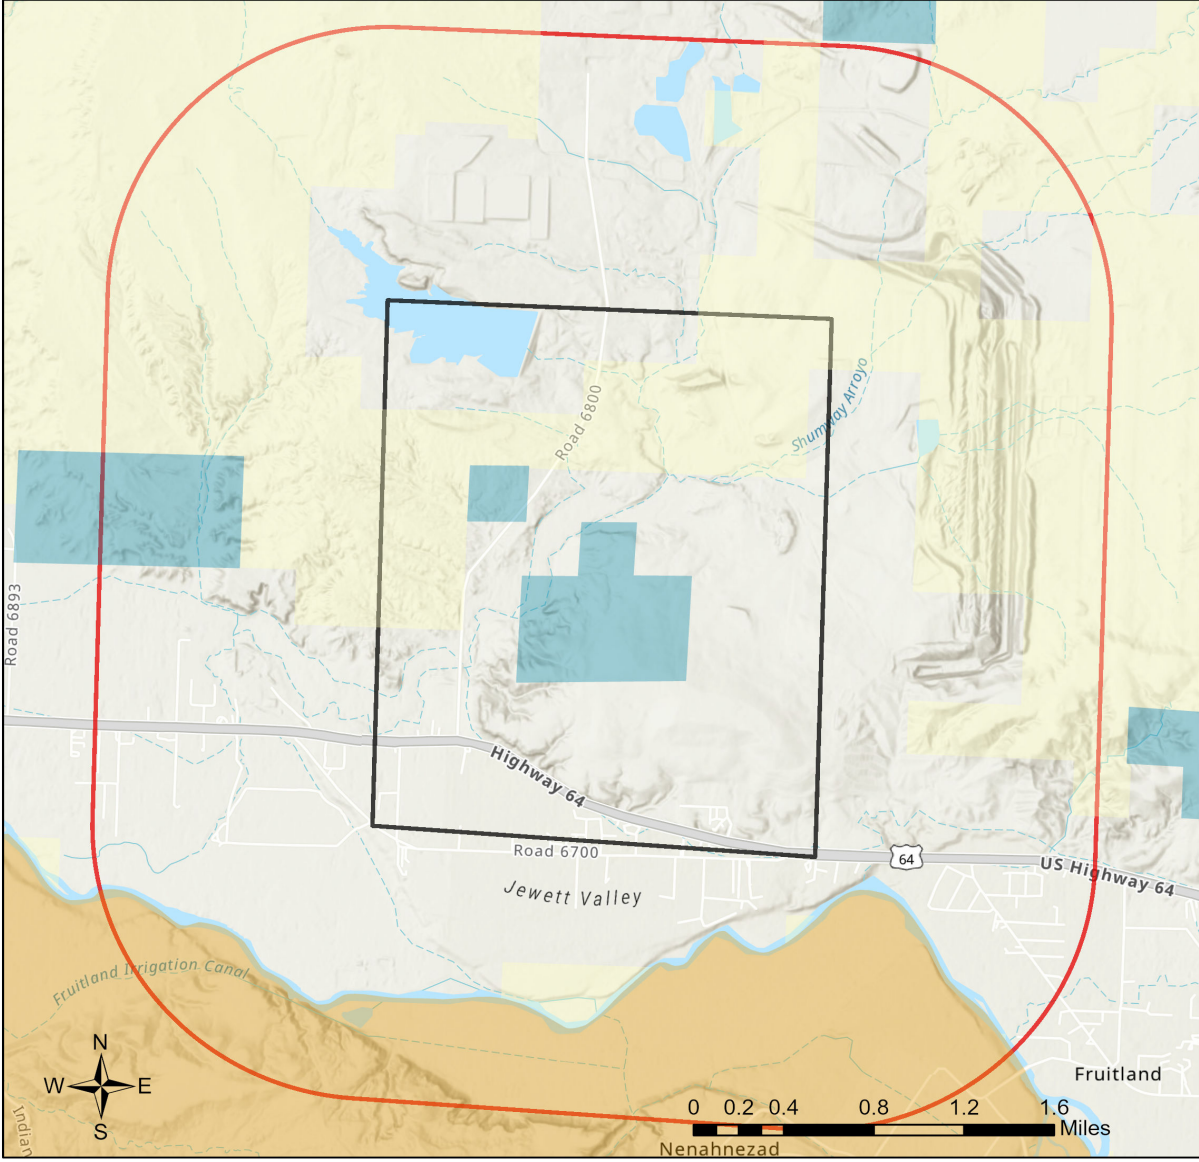 Road 6800
Shumway Arroyo
Road 6893
Highway 64
Road 6700
64
US Highway 64
Jewett Valley
Fruitland Irrigation Canal
N
W E
S
Indian
Fruitland
0 0.2 0.4 0.8 1.2 1.6
Miles
Nenahnezad